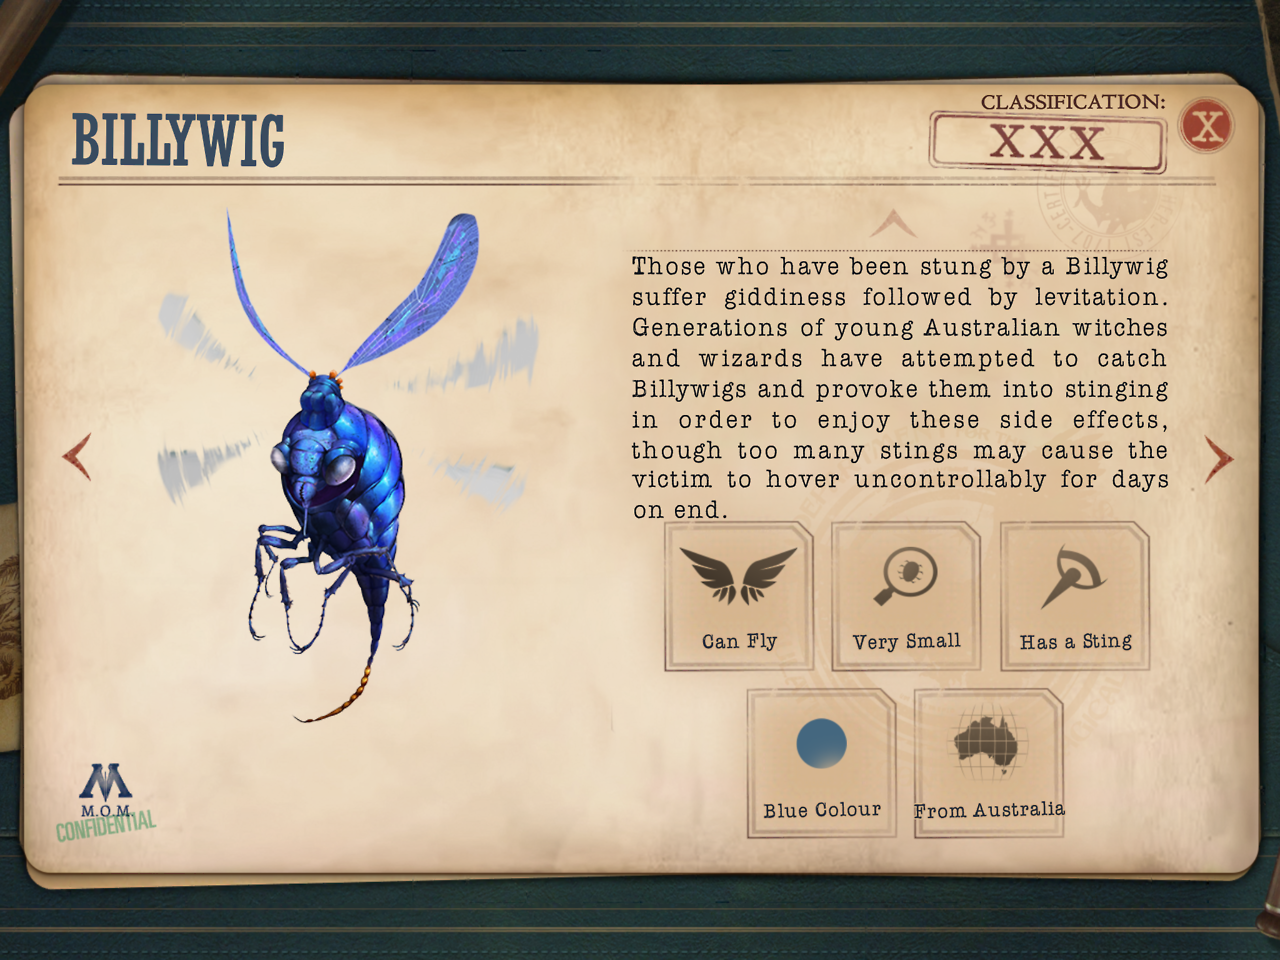 BILLYWIG
CLASSIFICATION:
XXX
X
Those who have been stung by a Billywig
suffer giddiness followed by levitation.
Generations of young Australian witches
and wizards have attempted to catch
Billywigs and provoke them into stinging
in order to enjoy these side effects,
though too many stings may cause the
victim to hover uncontrollably for days
on end.
Can Fly
Very Small
Has a Sting
Blue Colour
From Australia
M
M.O.M.
CONFIDENTIAL